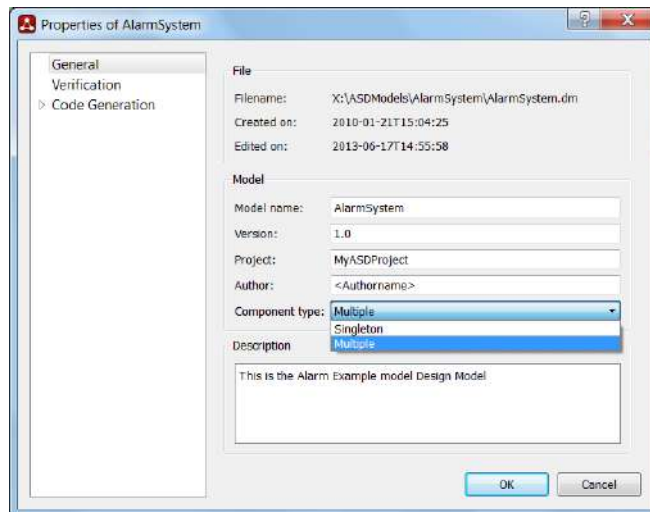 Properties of AlarmSystem
General
Verification
Code Generation
File
Filename: X:\ASDModels\AlarmSystem\AlarmSystem.dm
Created on: 2010-01-21T15:04:25
Edited on: 2013-06-17T14:55:58
Model
Model name: AlarmSystem
Version: 1.0
Project: MyASDProject
Author: <Authorname>
Component type: Multiple
Singleton
Multiple
Description
This is the Alarm Example model Design Model
OK Cancel